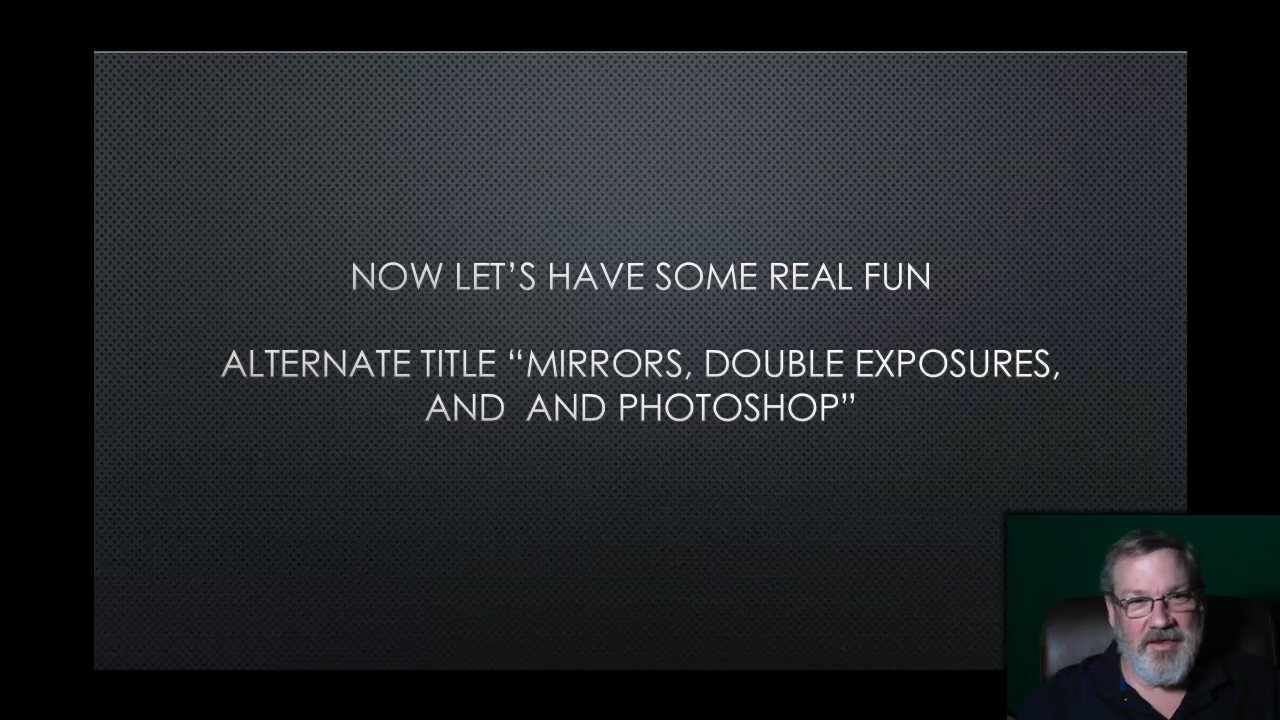 NOW LET’S HAVE SOME REAL FUN
ALTERNATE TITLE “MIRRORS, DOUBLE EXPOSURES,
AND  AND PHOTOSHOP”